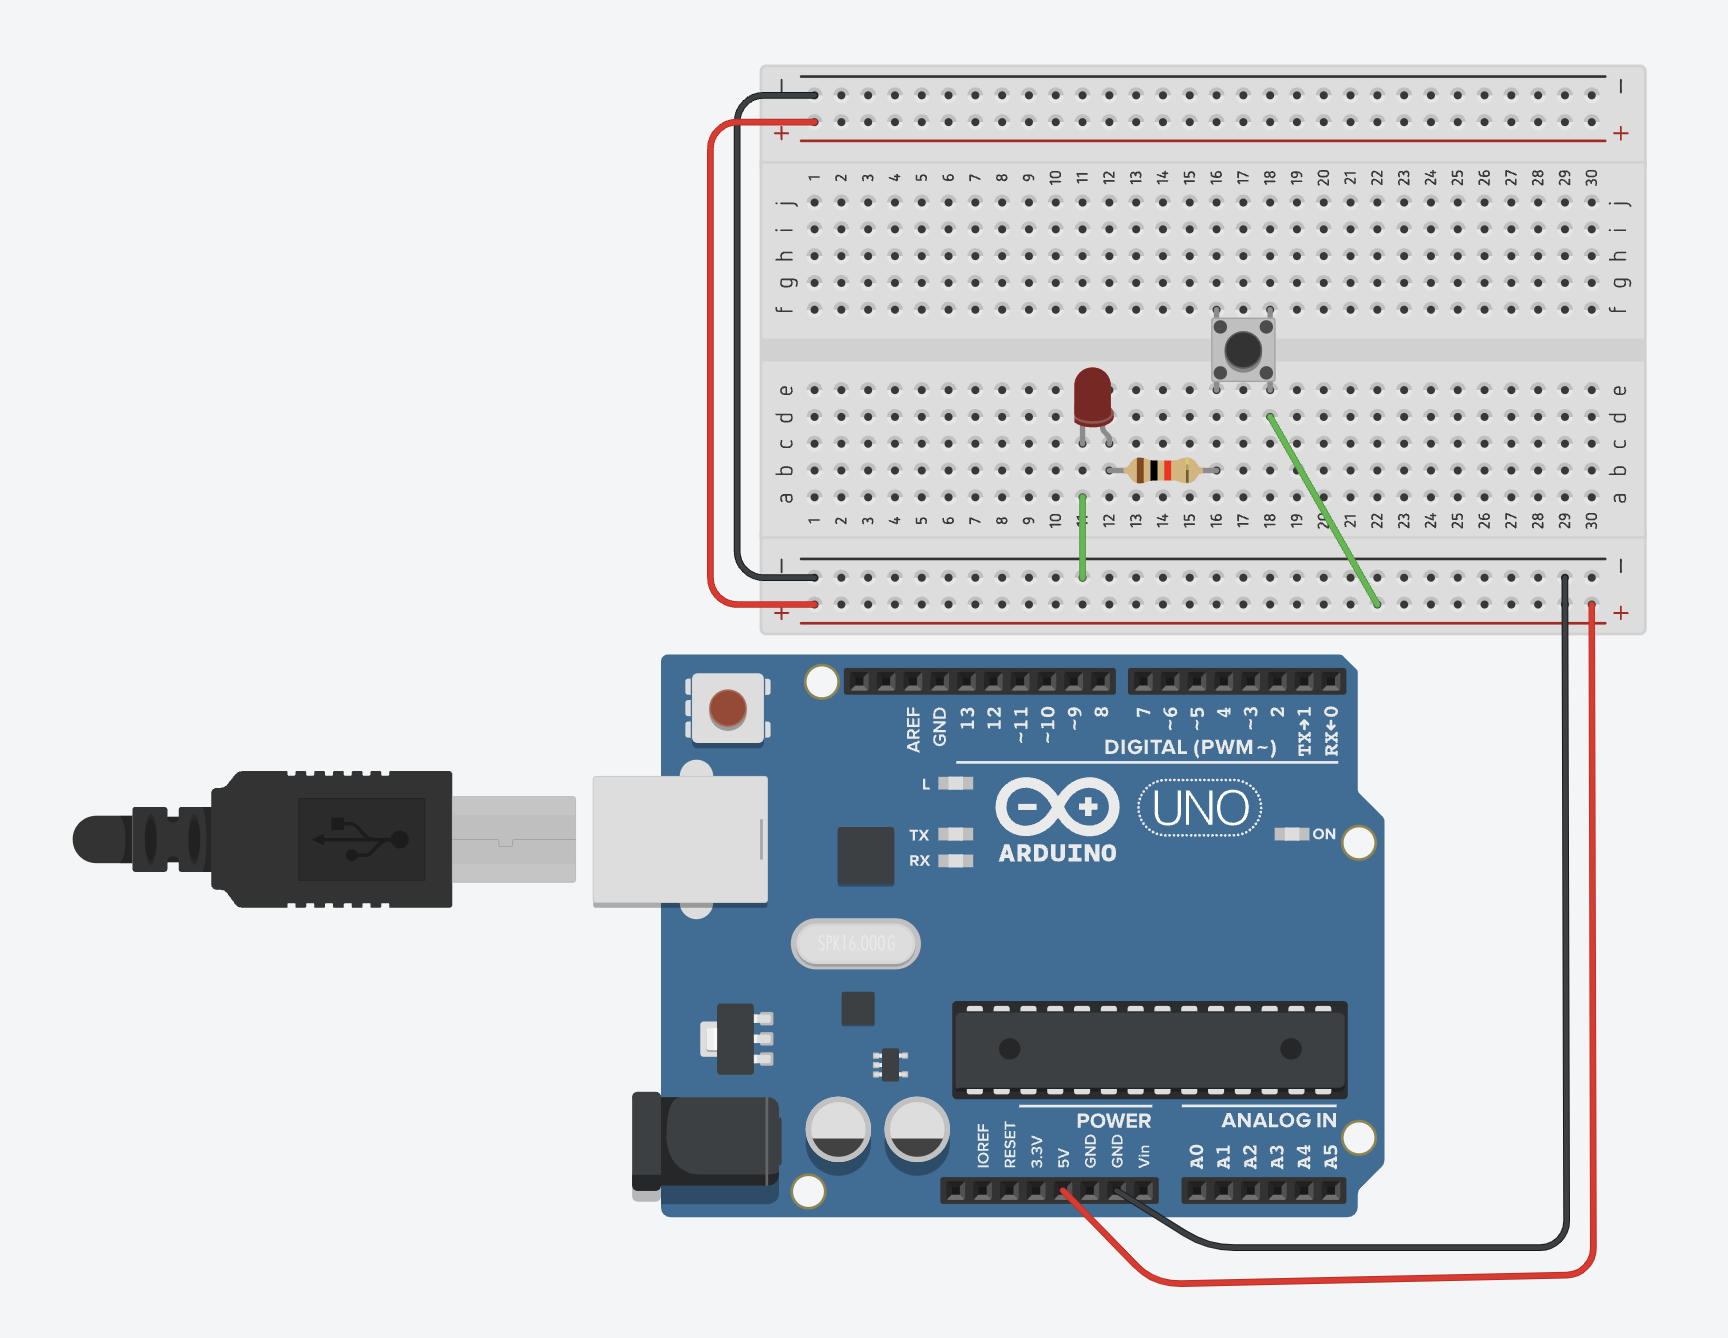 − −
+ +
1 2 3 4 5 6 7 8 9 10 11 12 13 14 15 16 17 18 19 20 21 22 23 24 25 26 27 28 29 30
j j
i i
h h
g g
f f
e e
d d
c c
b b
a a
1 2 3 4 5 6 7 8 9 10 11 12 13 14 15 16 17 18 19 20 21 22 23 24 25 26 27 28 29 30
− −
+ +
AREF GND 13 12 ~11 ~10 ~9 8 7 ~6 ~5 4 ~3 2 TX→1 RX←0
DIGITAL (PWM~)
L
UNO
TX
ON
RX
ARDUINO
SPK16.000G
POWER ANALOG IN
IOREF RESET 3.3V 5V GND GND Vin A0 A1 A2 A3 A4 A5